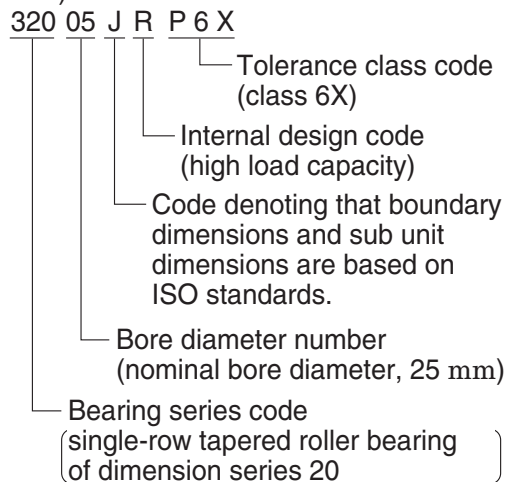 320 05 J R P 6 X
Tolerance class code
(class 6X)
Internal design code
(high load capacity)
Code denoting that boundary
dimensions and sub unit
dimensions are based on
ISO standards.
Bore diameter number
(nominal bore diameter, 25 mm)
Bearing series code
(single-row tapered roller bearing
of dimension series 20)